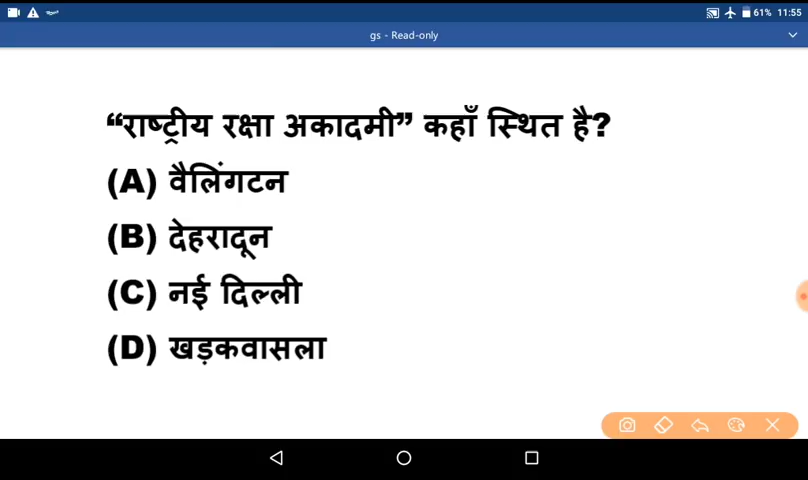 61% 11:55
gs - Read-only
“राष्ट्रीय रक्षा अकादमी” कहाँ स्थित है?
(A) वैलिंगटन
(B) देहरादून
(C) नई दिल्ली
(D) खड़कवासला